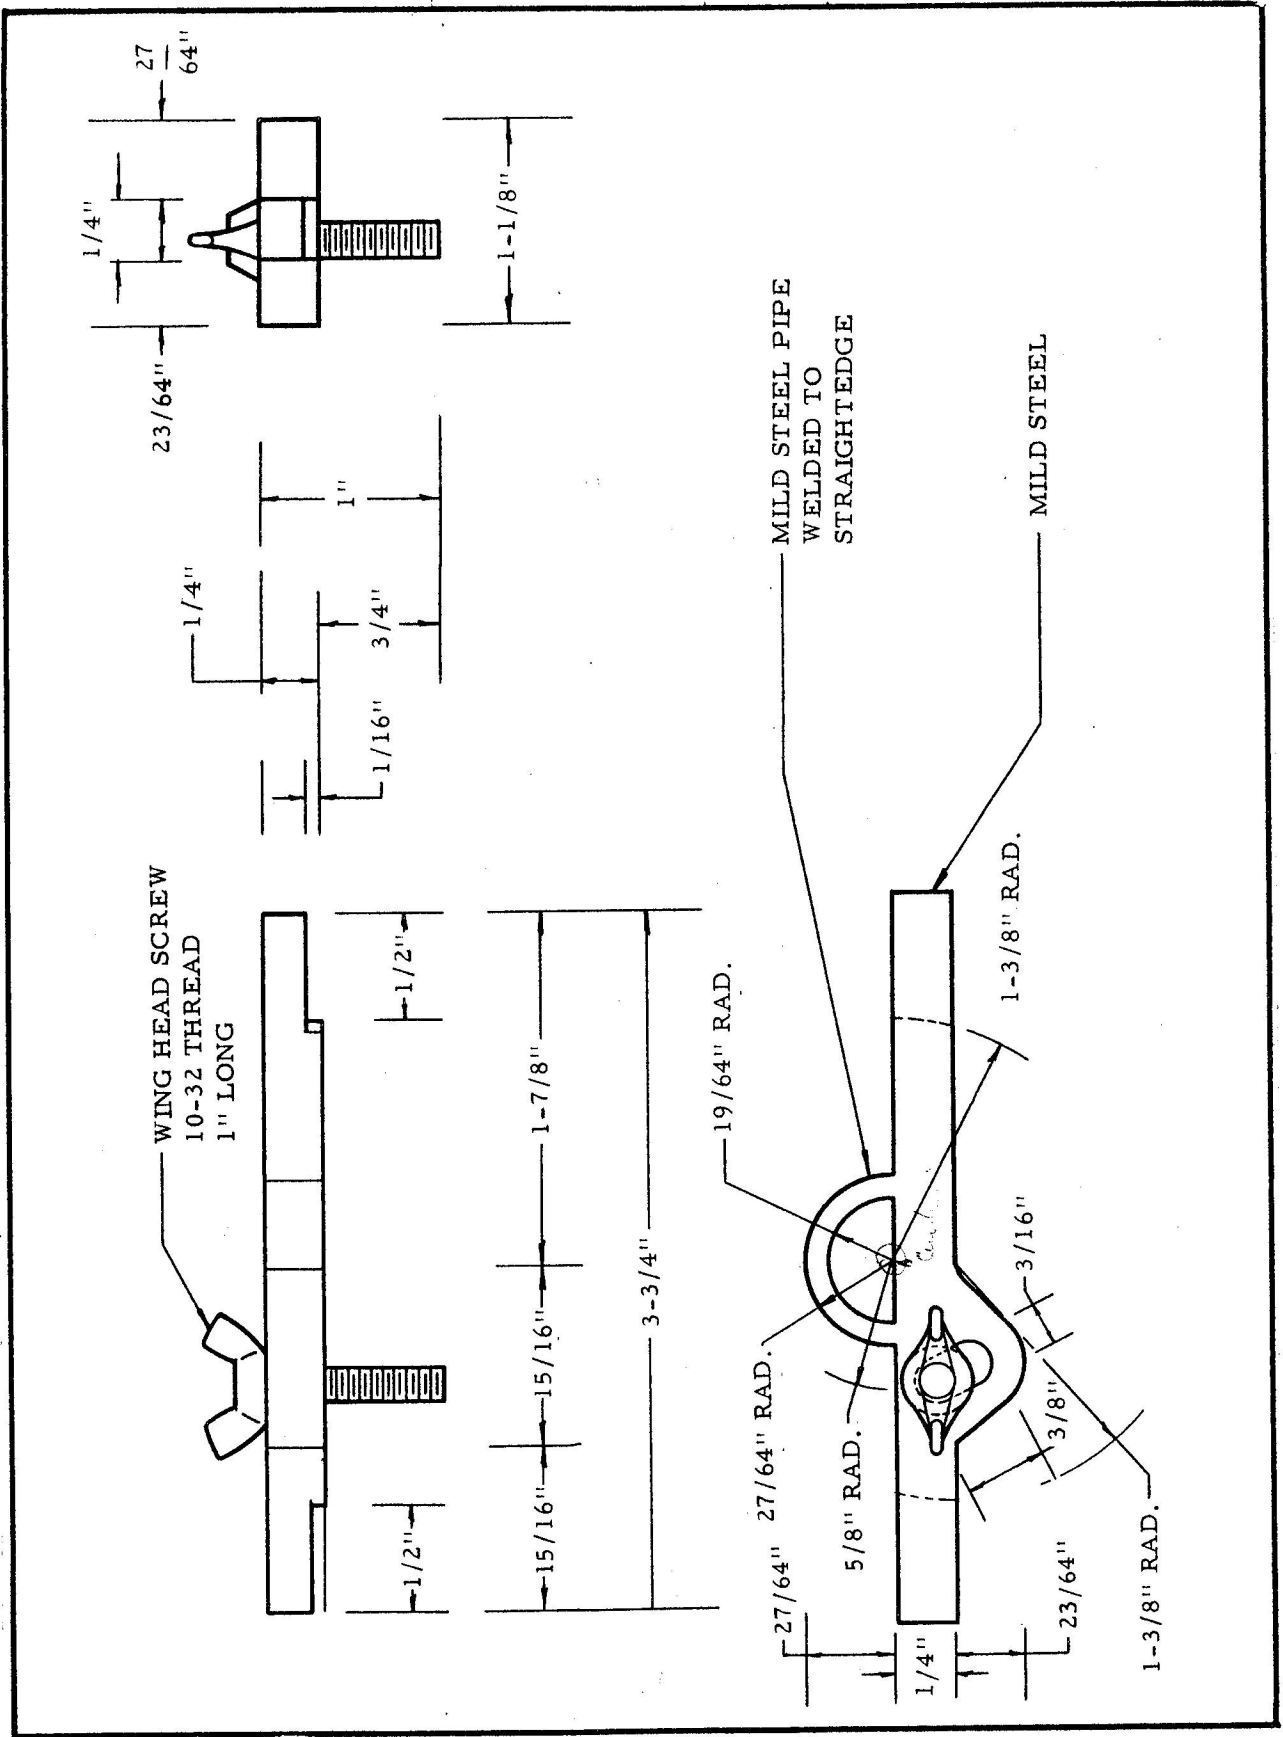 WING HEAD SCREW
10-32 THREAD
1" LONG
1/4"
23/64"
1/4"
27
64"
1/2"
1/2"
1/16"
3/4"
1"
1-1/8"
15/16"
15/16"
1-7/8"
3-3/4"
19/64" RAD.
MILD STEEL PIPE
WELDED TO
STRAIGHTEDGE
27/64"
27/64" RAD.
5/8" RAD.
1/4"
1-3/8" RAD.
MILD STEEL
3/16"
3/8"
23/64"
1-3/8" RAD.